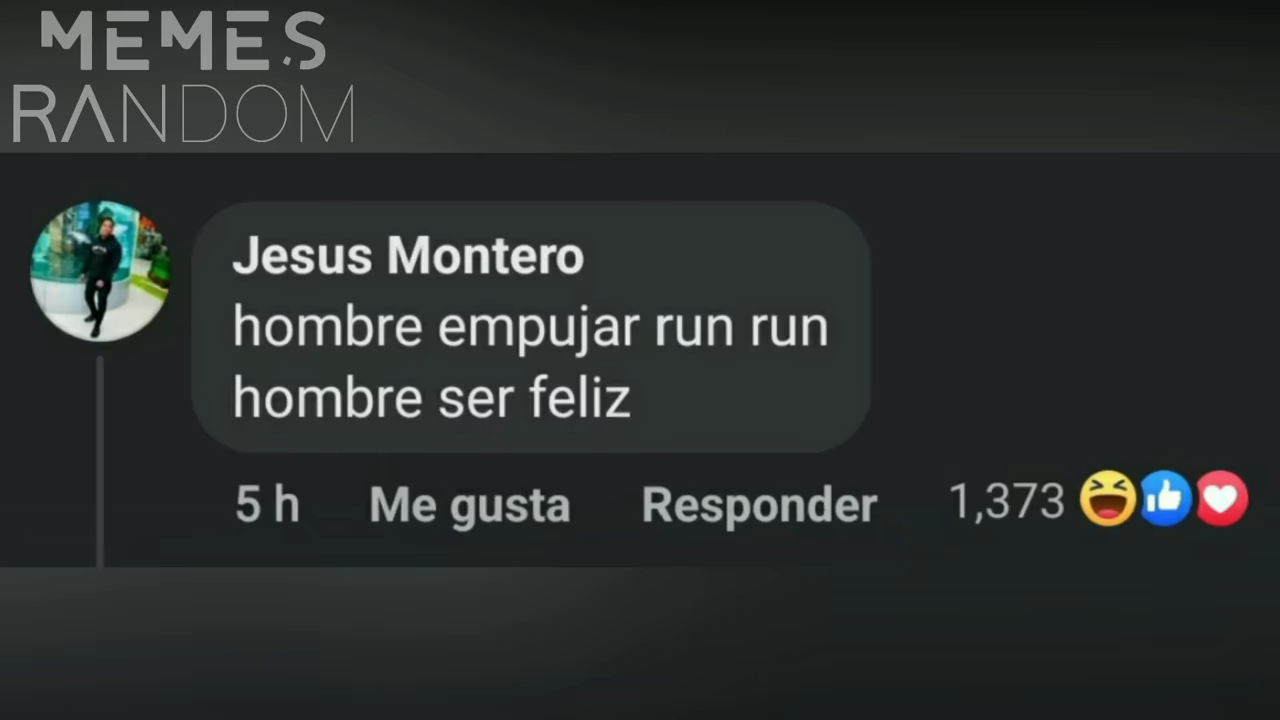 MEMES
RANDOM
Jesus Montero
hombre empujar run run
hombre ser feliz
5 h Me gusta Responder 1,373